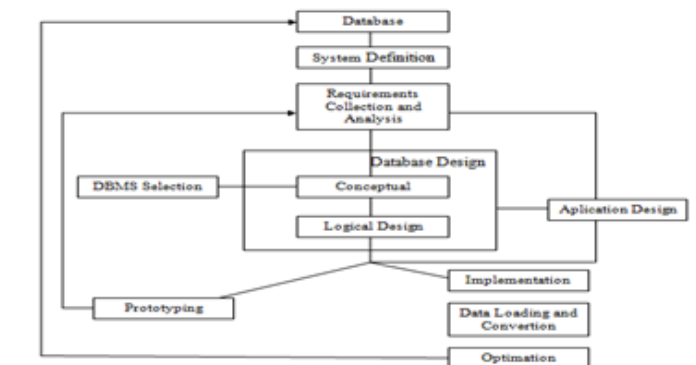 Database
System Definition
Requirements
Collection and
Analysis
Database Design
DBMS Selection
Conceptual
Aplication Design
Logical Design
Implementation
Prototyping
Data Loading and
Convertion
Optimation